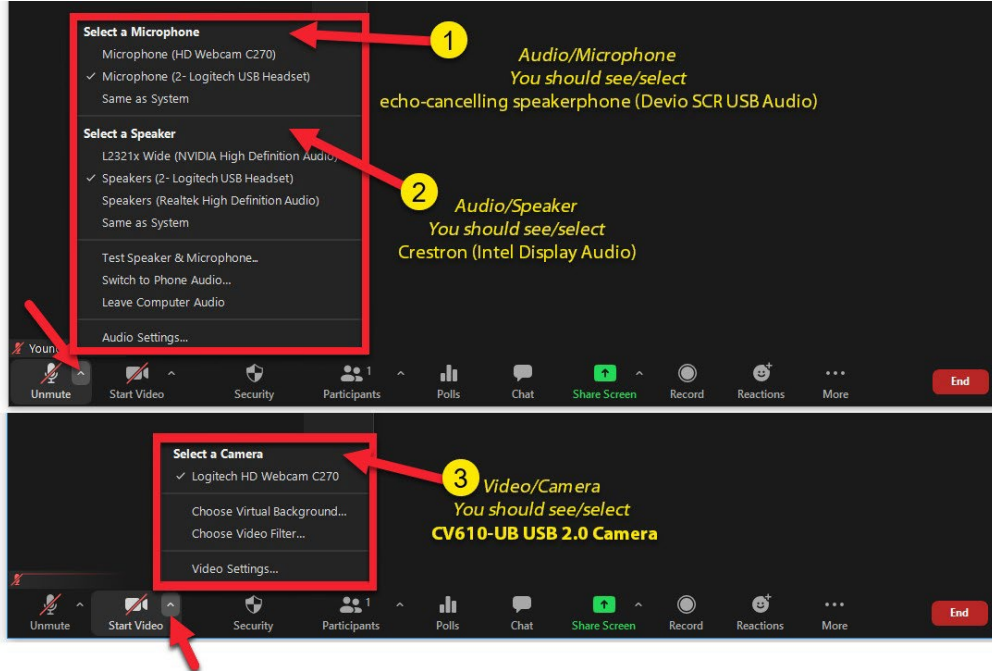 Select a Microphone
Microphone (HD Webcam C270)
✓ Microphone (2- Logitech USB Headset)
Same as System
Select a Speaker
L2321x Wide (NVIDIA High Definition Audio)
✓ Speakers (2- Logitech USB Headset)
Speakers (Realtek High Definition Audio)
Same as System
Test Speaker & Microphone...
Switch to Phone Audio...
Leave Computer Audio
Audio Settings...
1
Audio/Microphone
You should see/select
echo-cancelling speakerphone (Devio SCR USB Audio)
2
Audio/Speaker
You should see/select
Crestron (Intel Display Audio)
Unmute
Start Video
Security
1
Participants
Polls
Chat
Share Screen
Record
Reactions
More
End
Select a Camera
✓ Logitech HD Webcam C270
Choose Virtual Background...
Choose Video Filter...
Video Settings...
3
Video/Camera
You should see/select
CV610-UB USB 2.0 Camera
Unmute
Start Video
Security
1
Participants
Polls
Chat
Share Screen
Record
Reactions
More
End